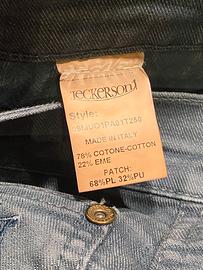 JECKERSON
Style:
MADE IN ITALY
78% COTONE-COTTON
22% EME
PATCH:
68%PL 32%PU